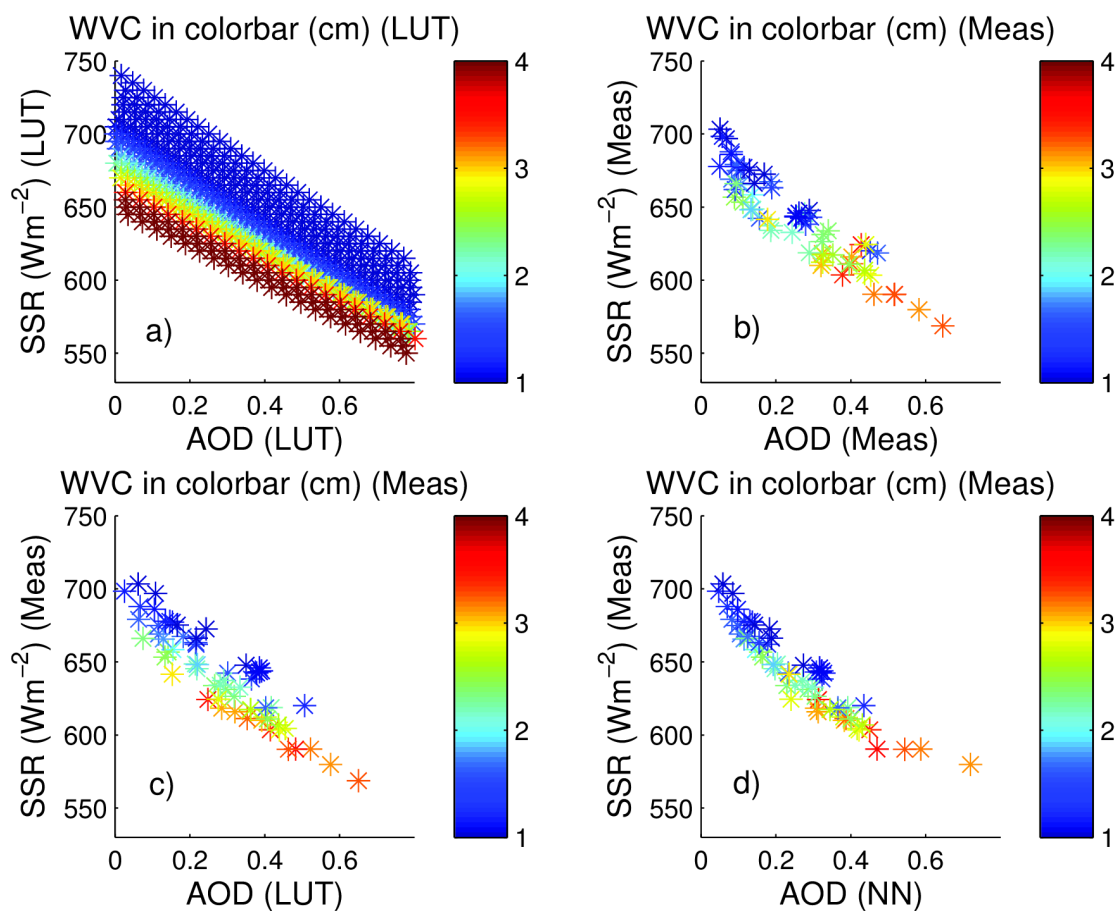 WVC in colorbar (cm) (LUT)
SSR (Wm⁻²) (LUT)
750
700
650
600
550
a)
0 0.2 0.4 0.6
AOD (LUT)
4
3
2
1
WVC in colorbar (cm) (Meas)
SSR (Wm⁻²) (Meas)
750
700
650
600
550
b)
0 0.2 0.4 0.6
AOD (Meas)
4
3
2
1
WVC in colorbar (cm) (Meas)
SSR (Wm⁻²) (Meas)
750
700
650
600
550
c)
0 0.2 0.4 0.6
AOD (LUT)
4
3
2
1
WVC in colorbar (cm) (Meas)
SSR (Wm⁻²) (Meas)
750
700
650
600
550
d)
0 0.2 0.4 0.6
AOD (NN)
4
3
2
1